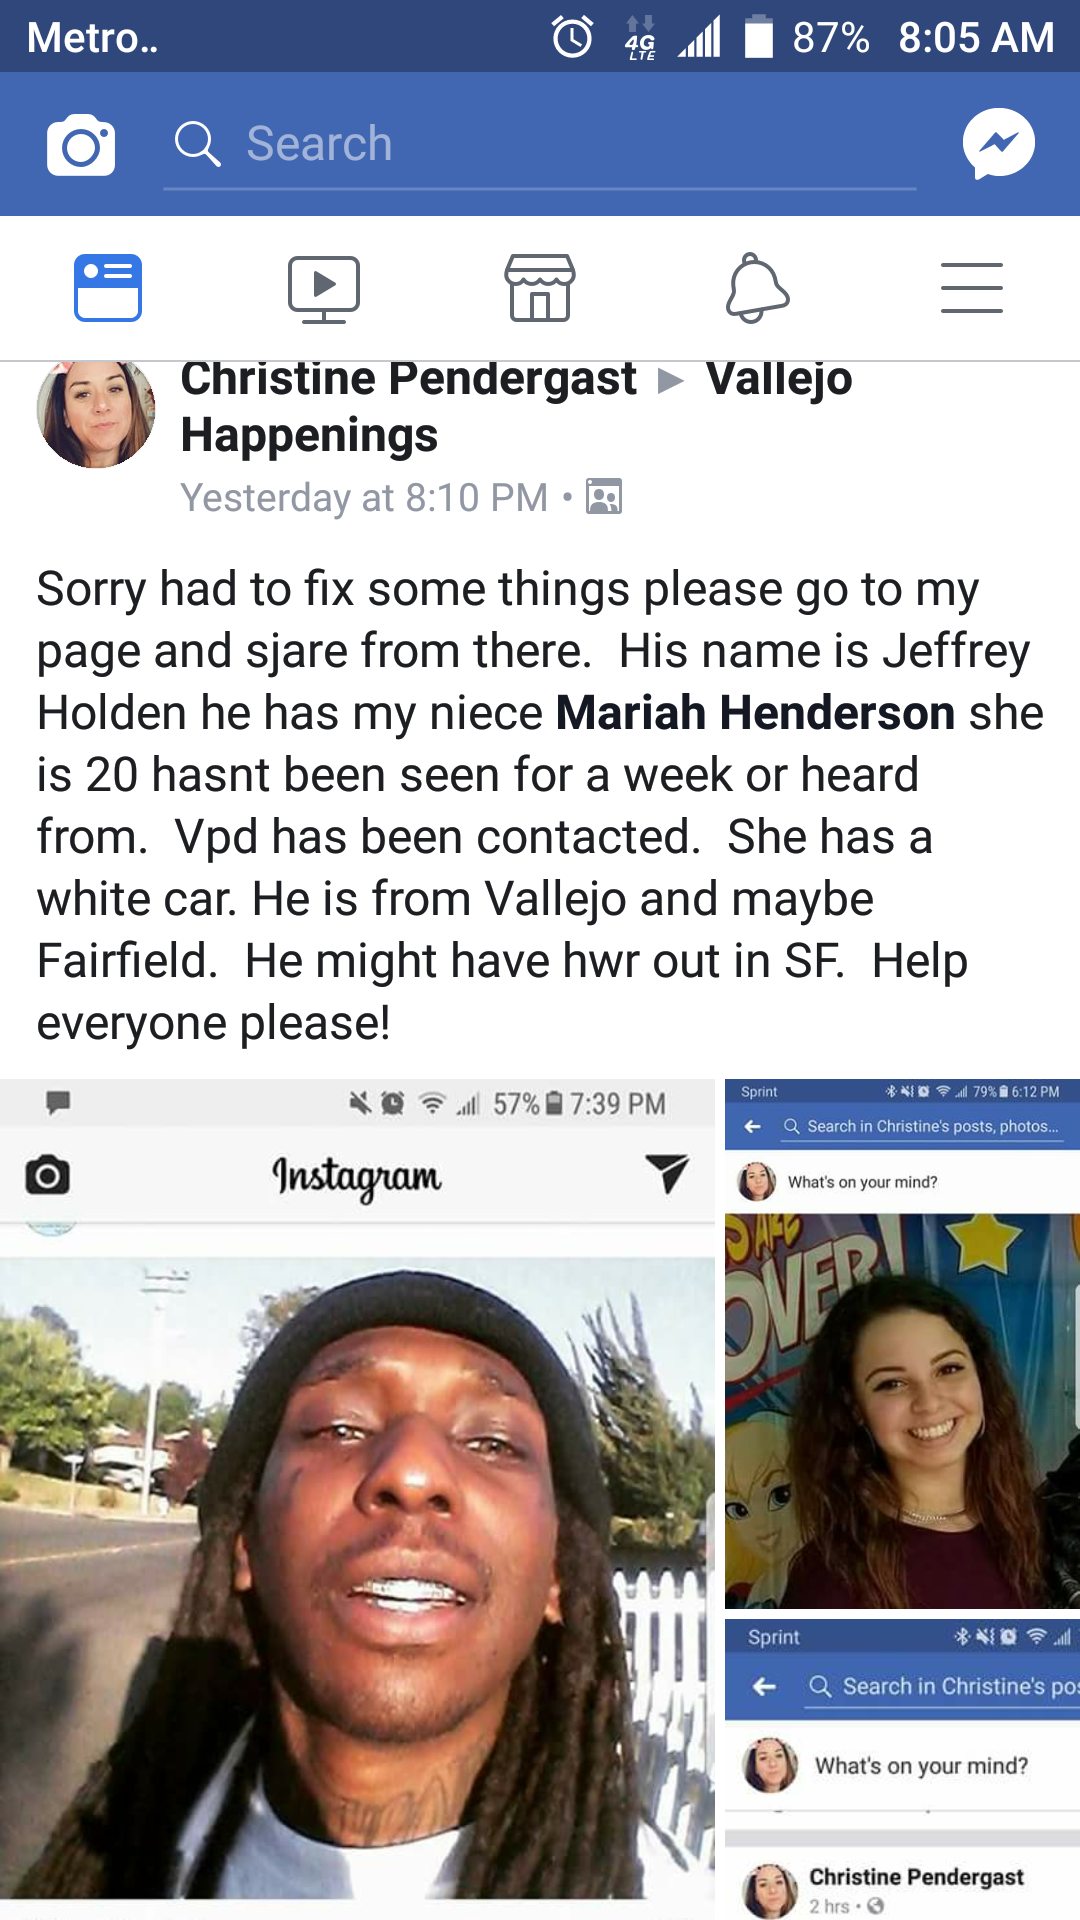 Metro..
4G
LTE
87%
8:05 AM
Search
Christine Pendergast ▶ Vallejo
Happenings
Yesterday at 8:10 PM •
Sorry had to fix some things please go to my
page and sjare from there.  His name is Jeffrey
Holden he has my niece Mariah Henderson she
is 20 hasnt been seen for a week or heard
from.  Vpd has been contacted.  She has a
white car. He is from Vallejo and maybe
Fairfield.  He might have hwr out in SF.  Help
everyone please!
57% 7:39 PM
Instagram
Sprint 79% 6:12 PM
Search in Christine's posts, photos...
What's on your mind?
OVER!
Sprint
Search in Christine's pos
What's on your mind?
Christine Pendergast
2 hrs •